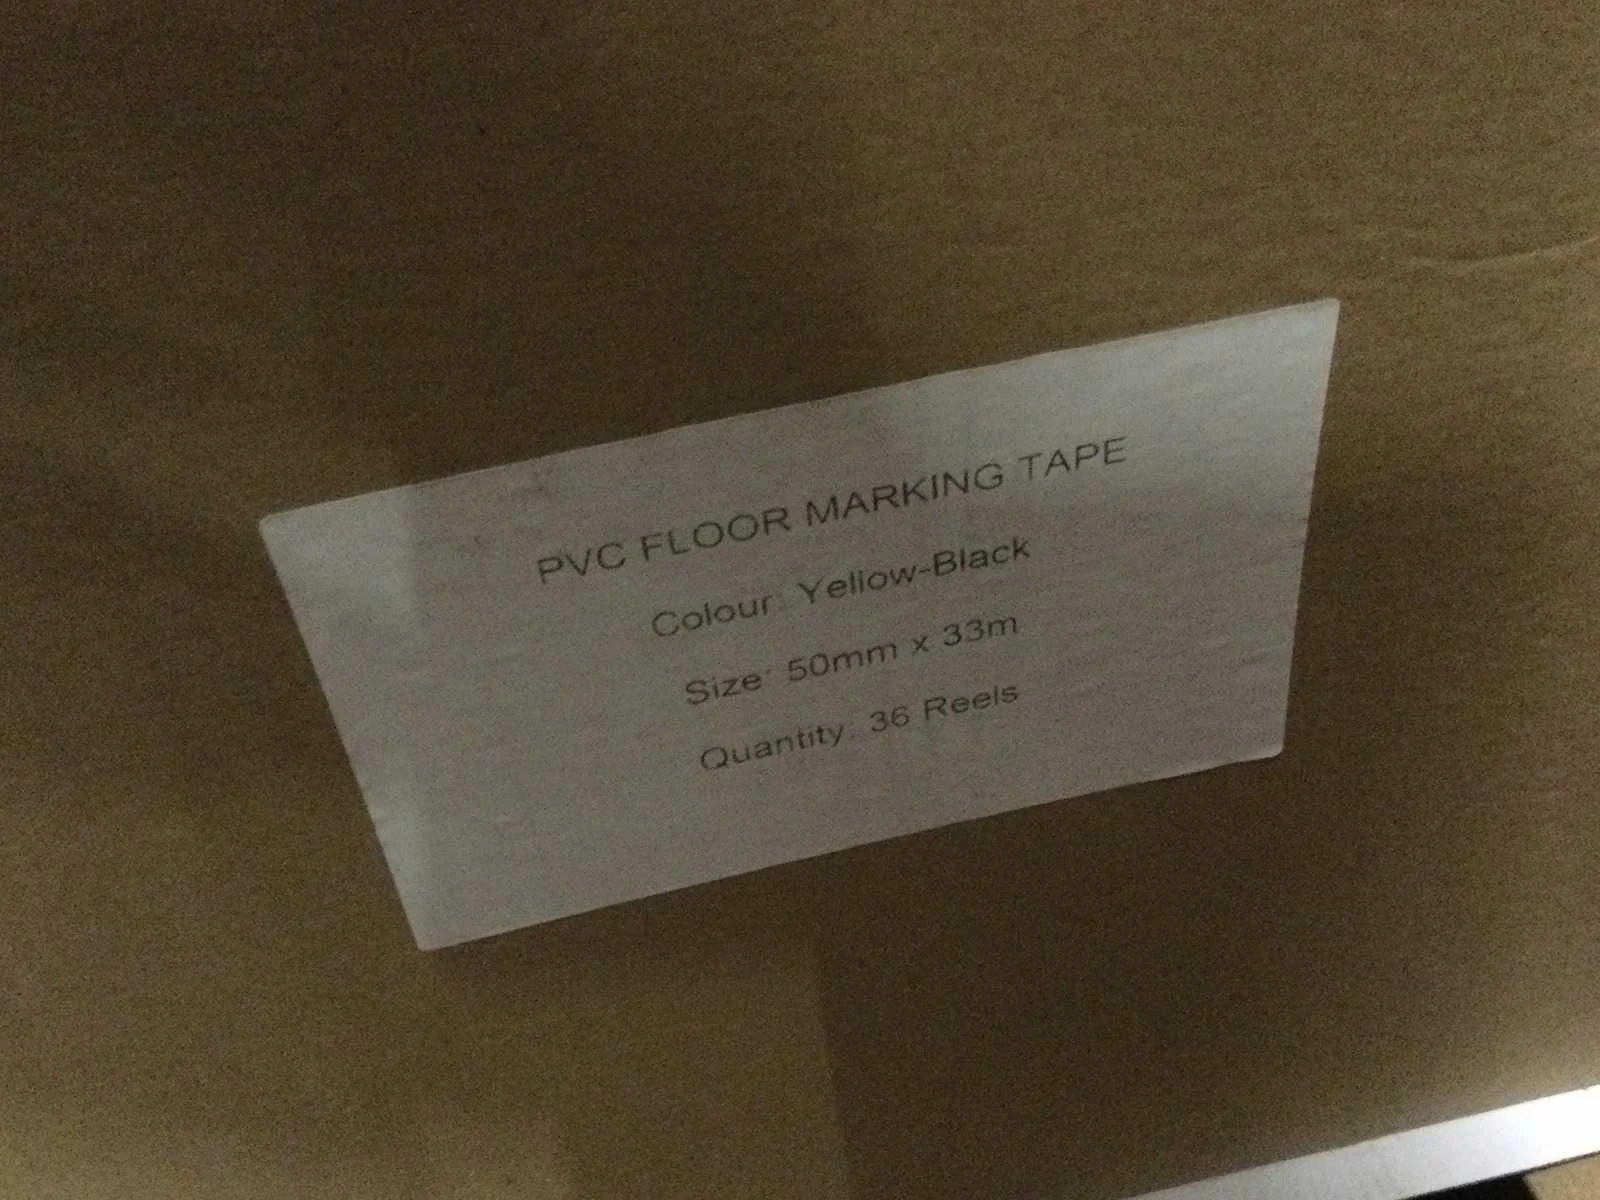 PVC FLOOR MARKING TAPE
Colour: Yellow-Black
Size: 50mm x 33m
Quantity: 36 Reels